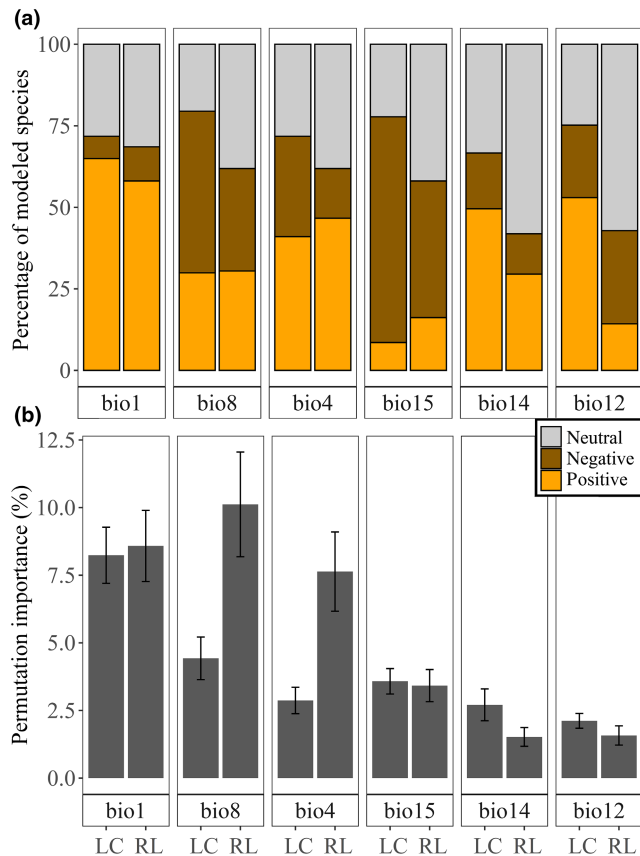 (a)
Percentage of modeled species
100
75
50
25
0
bio1 bio8 bio4 bio15 bio14 bio12
Neutral
Negative
Positive
(b)
Permutation importance (%)
12.5
10.0
7.5
5.0
2.5
0.0
bio1 bio8 bio4 bio15 bio14 bio12
LC RL LC RL LC RL LC RL LC RL LC RL